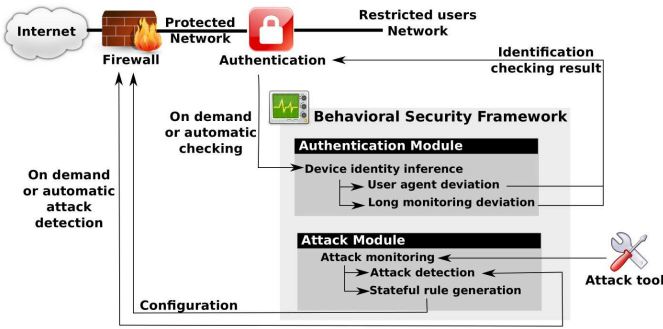 Internet
Protected
Network
Restricted users
Network
Firewall
Authentication
Identification
checking result
On demand
or automatic
checking
Behavioral Security Framework
Authentication Module
Device identity inference
User agent deviation
Long monitoring deviation
On demand
or automatic
attack
detection
Attack Module
Attack monitoring
Attack detection
Stateful rule generation
Attack tool
Configuration